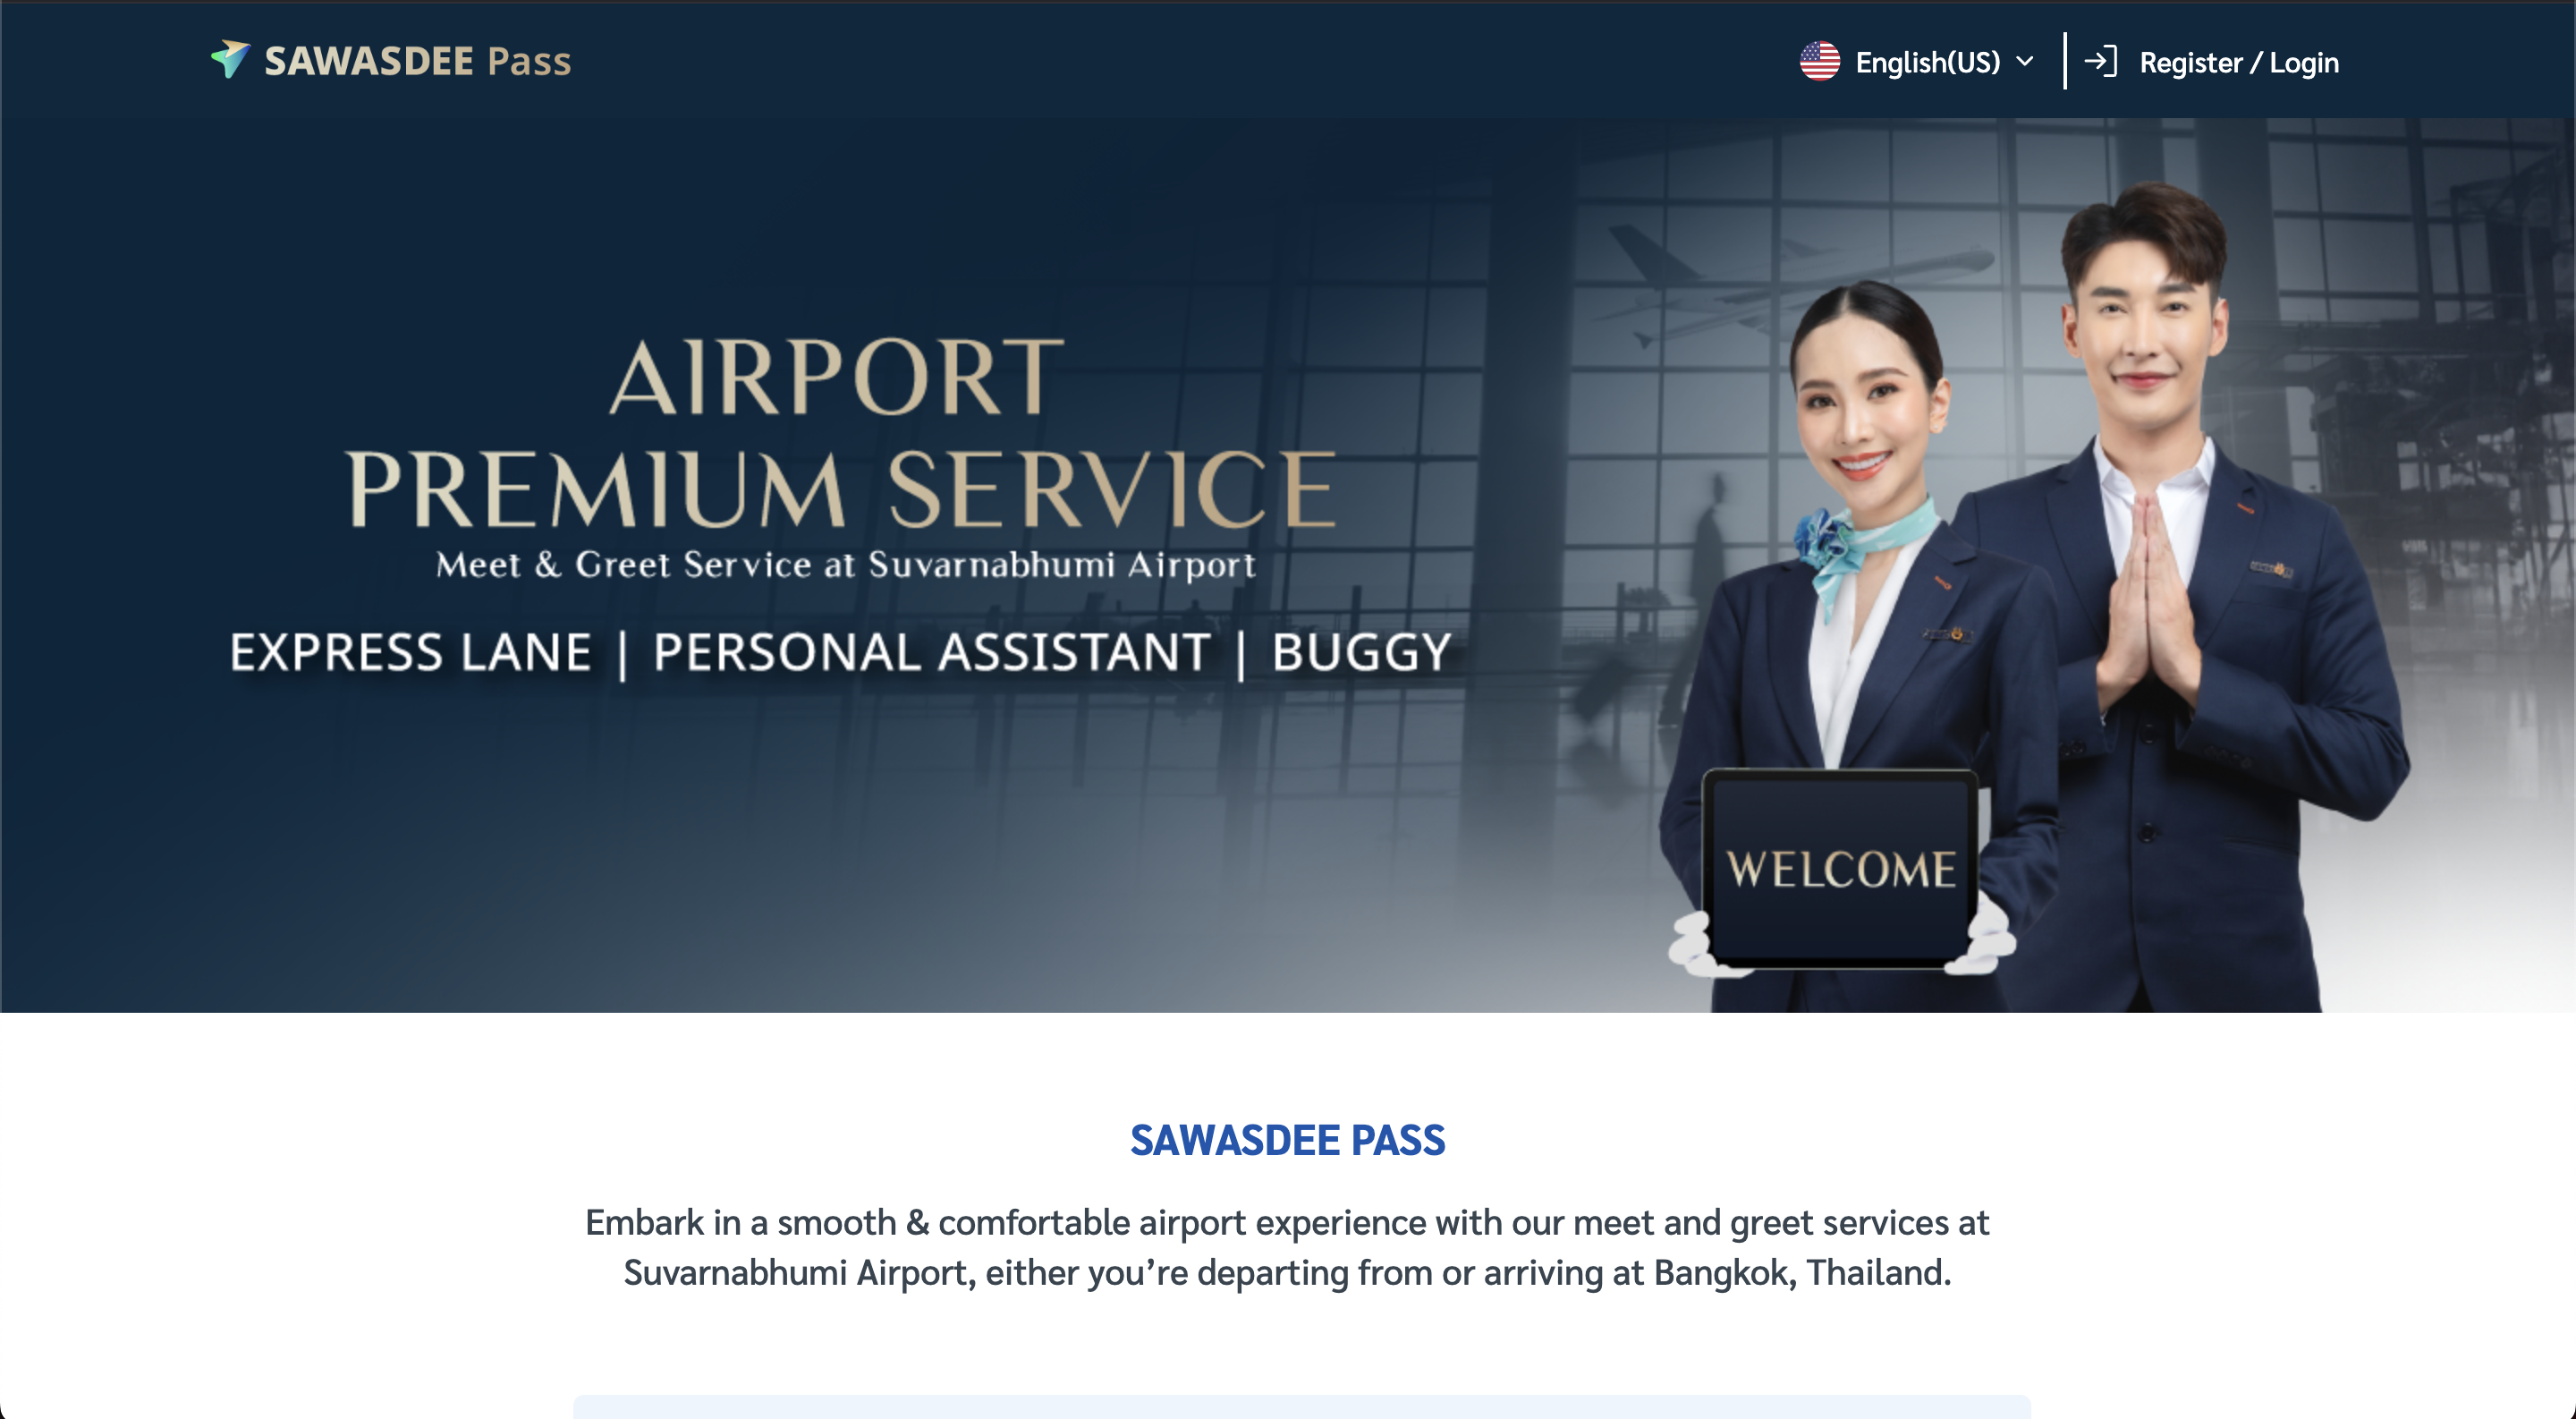 SAWASDEE Pass
English(US)
Register / Login
AIRPORT
PREMIUM SERVICE
Meet & Greet Service at Suvarnabhumi Airport
EXPRESS LANE | PERSONAL ASSISTANT | BUGGY
WELCOME
SAWASDEE PASS
Embark in a smooth & comfortable airport experience with our meet and greet services at
Suvarnabhumi Airport, either you’re departing from or arriving at Bangkok, Thailand.